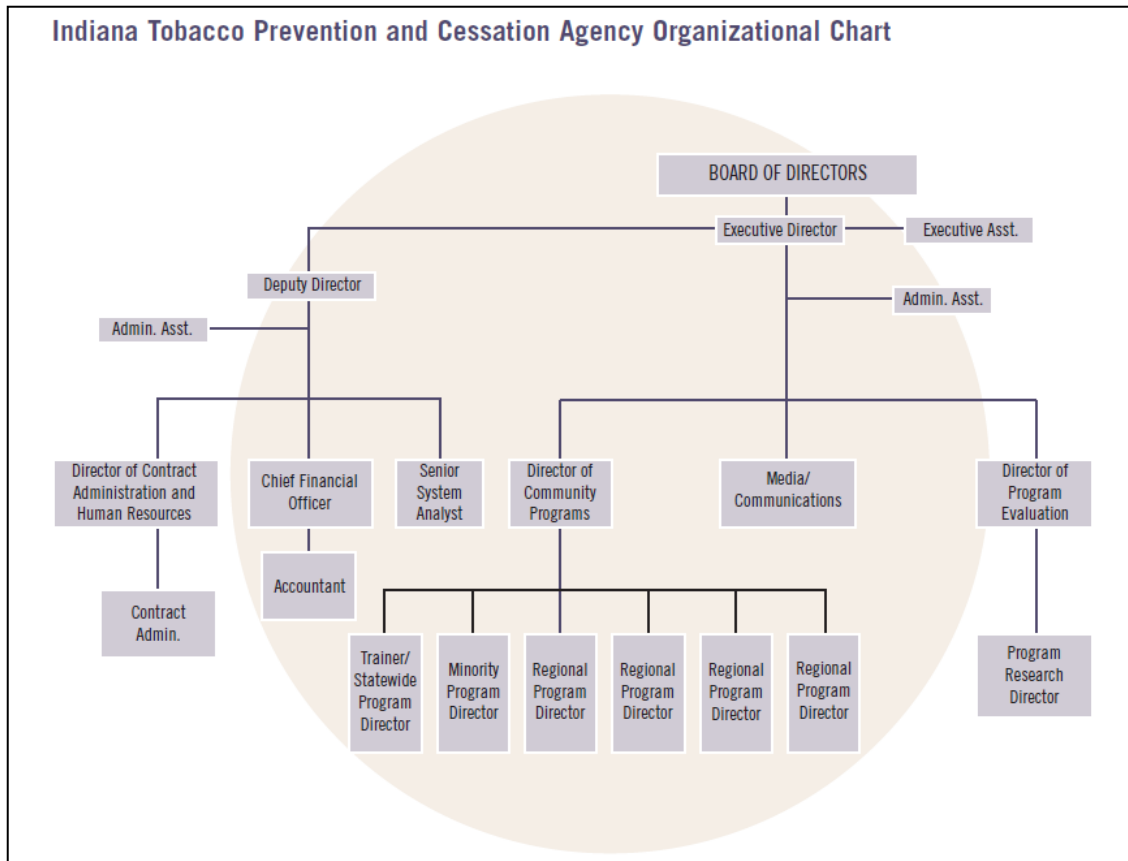 Indiana Tobacco Prevention and Cessation Agency Organizational Chart
BOARD OF DIRECTORS
Executive Director
Executive Asst.
Deputy Director
Admin. Asst.
Admin. Asst.
Director of Contract
Administration and
Human Resources
Chief Financial
Officer
Senior
System
Analyst
Director of
Community
Programs
Media/
Communications
Director of
Program
Evaluation
Accountant
Contract
Admin.
Trainer/
Statewide
Program
Director
Minority
Program
Director
Regional
Program
Director
Regional
Program
Director
Regional
Program
Director
Regional
Program
Director
Program
Research
Director